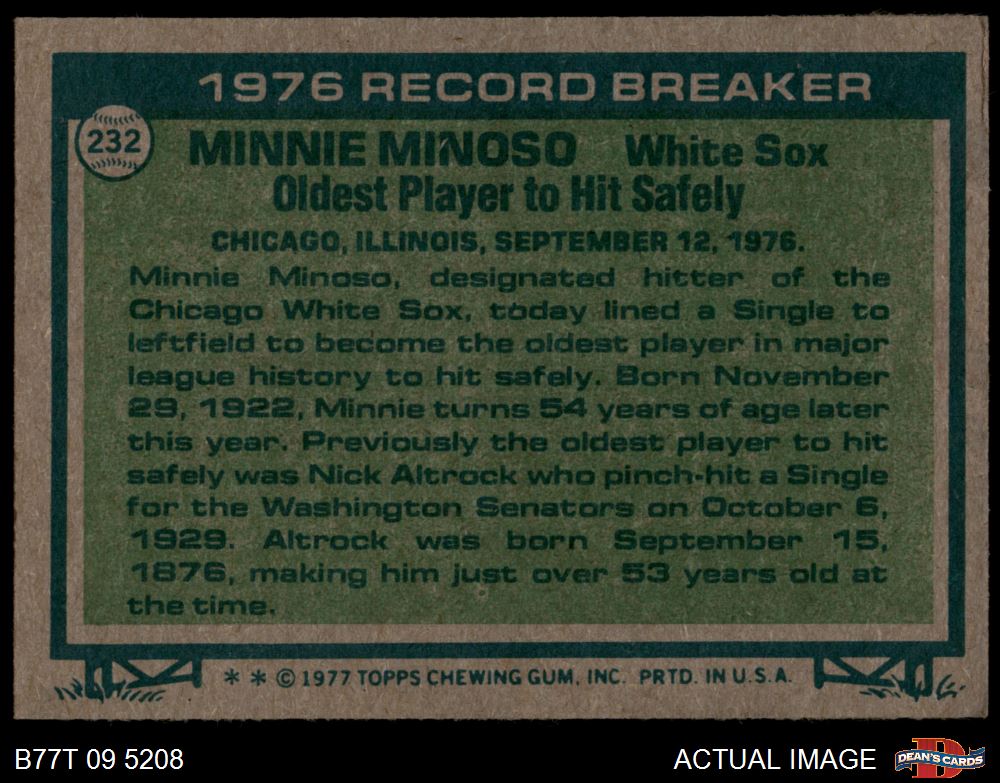 1976 RECORD BREAKER
232
MINNIE MINOSO White Sox
Oldest Player to Hit Safely
CHICAGO, ILLINOIS, SEPTEMBER 12, 1976.
Minnie Minoso, designated hitter of the
Chicago White Sox, today lined a Single to
leftfield to become the oldest player in major
league history to hit safely. Born November
29, 1922, Minnie turns 54 years of age later
this year. Previously the oldest player to hit
safely was Nick Altrock who pinch-hit a Single
for the Washington Senators on October 6,
1929. Altrock was born September 15,
1876, making him just over 53 years old at
the time.
* * © 1977 TOPPS CHEWING GUM, INC. PRTD. IN U.S.A.
B77T 09 5208
ACTUAL IMAGE
D
DEAN'S CARDS